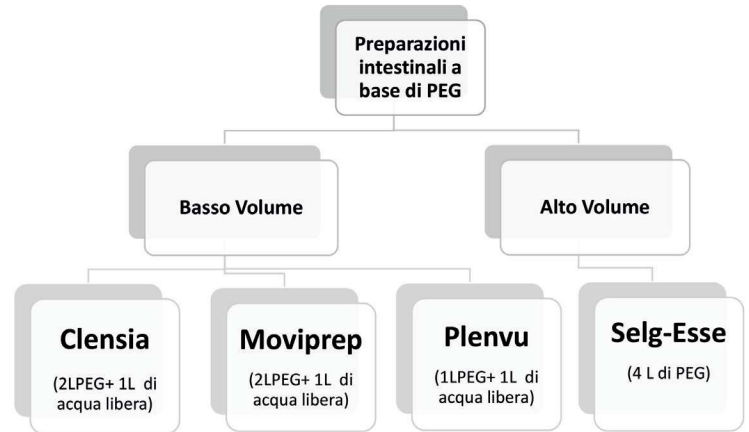 Preparazioni
intestinali a
base di PEG
Basso Volume
Alto Volume
Clensia
(2LPEG+ 1L di
acqua libera)
Moviprep
(2LPEG+ 1L di
acqua libera)
Plenvu
(1LPEG+ 1L di
acqua libera)
Selg-Esse
(4 L di PEG)